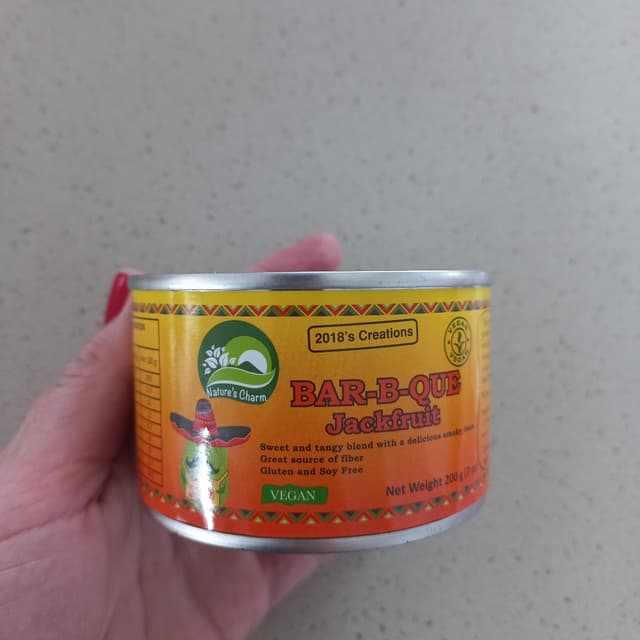 2018's Creations
Nature's Charm
BAR-B-QUE
Jackfruit
Sweet and tangy blend with a delicious smoky taste
Great source of fiber
Gluten and Soy Free
VEGAN
Net Weight 200 g (7